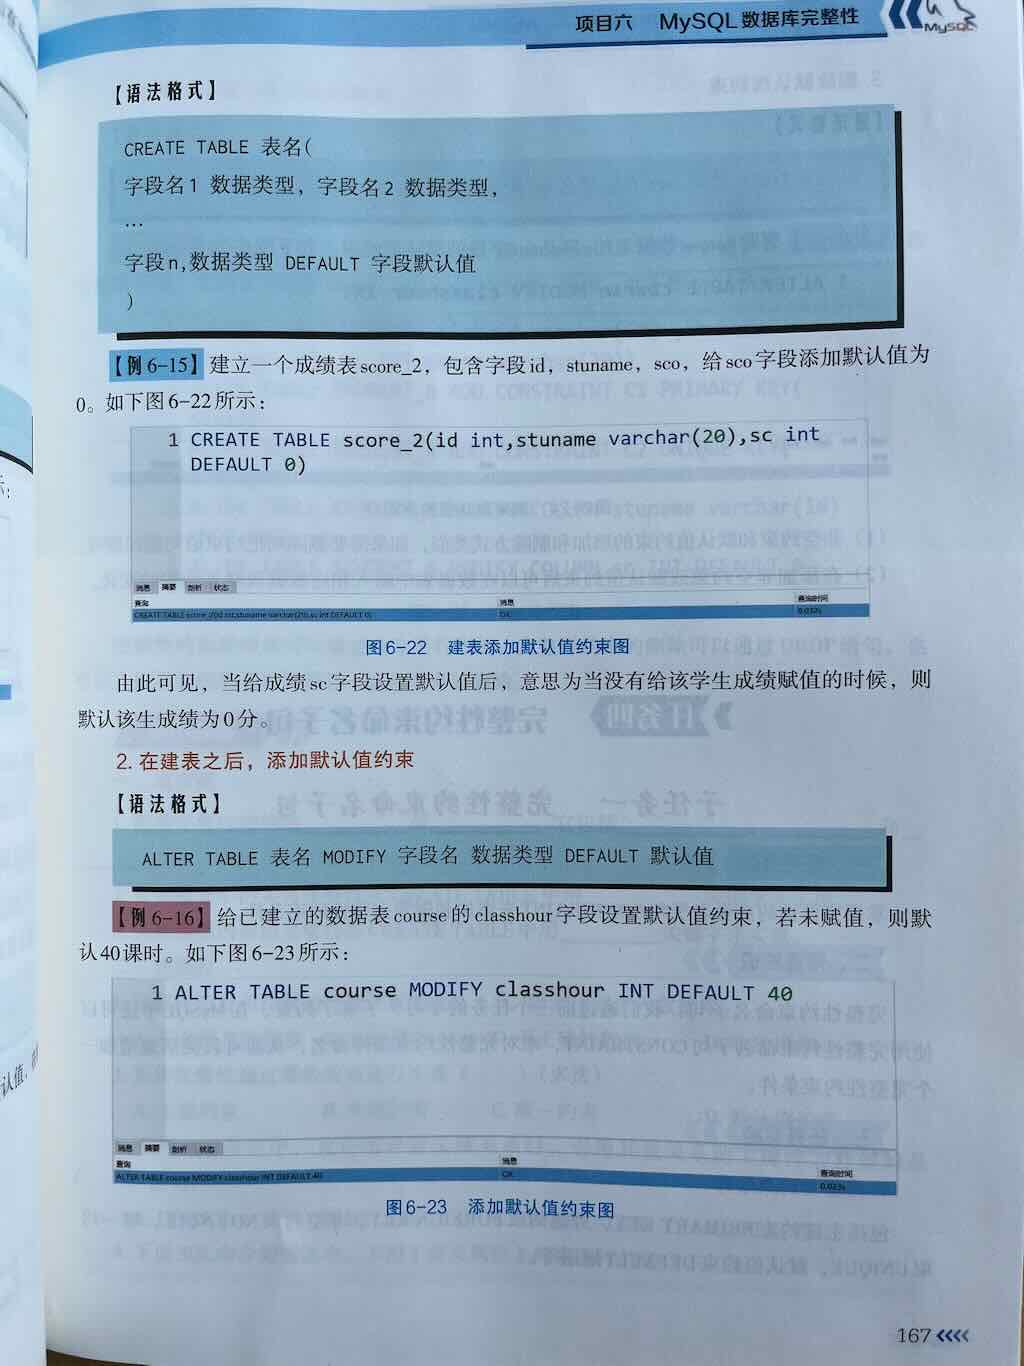 项目六 MySQL数据库完整性
MySQL
【语法格式】
CREATE TABLE 表名(
字段名1 数据类型，字段名2 数据类型，
…
字段n,数据类型 DEFAULT 字段默认值
)
【例6-15】建立一个成绩表score_2，包含字段id，stuname，sco，给sco字段添加默认值为
0。如下图6-22所示：
1 CREATE TABLE score_2(id int,stuname varchar(20),sc int
DEFAULT 0)
消息 摘要 剖析 状态
查询 消息 查询时间
CREATE TABLE score_2(id int,stuname varchar(20),sc int DEFAULT 0) OK 0.032s
图6-22 建表添加默认值约束图
由此可见，当给成绩sc字段设置默认值后，意思为当没有给该学生成绩赋值的时候，则
默认该生成绩为0分。
2. 在建表之后，添加默认值约束
【语法格式】
ALTER TABLE 表名 MODIFY 字段名 数据类型 DEFAULT 默认值
【例6-16】给已建立的数据表course的classhour字段设置默认值约束，若未赋值，则默
认40课时。如下图6-23所示：
1 ALTER TABLE course MODIFY classhour INT DEFAULT 40
消息 摘要 剖析 状态
查询 消息 查询时间
ALTER TABLE course MODIFY classhour INT DEFAULT 40 OK 0.023s
图6-23 添加默认值约束图
167